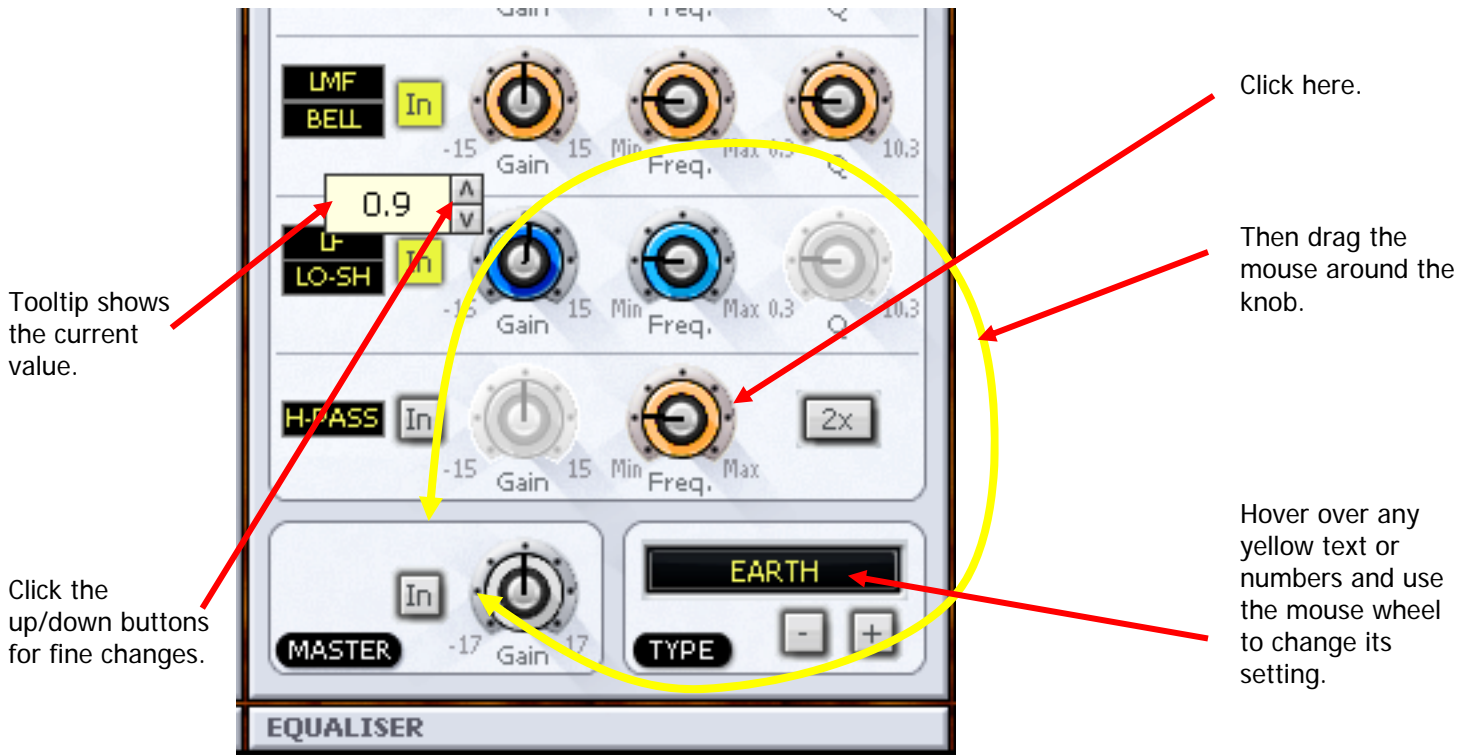 Gain Freq. Q
LMF
BELL
In
-15 Gain 15 Min Freq. Max 0.3 Q 10.3
0.9
LF
LO-SH
In
-15 Gain 15 Min Freq. Max 0.3 Q 10.3
H-PASS
In
2x
-15 Gain 15 Min Freq. Max
In
MASTER
-17 Gain 17
EARTH
TYPE
- +
EQUALISER
Tooltip shows
the current
value.
Click the
up/down buttons
for fine changes.
Click here.
Then drag the
mouse around the
knob.
Hover over any
yellow text or
numbers and use
the mouse wheel
to change its
setting.